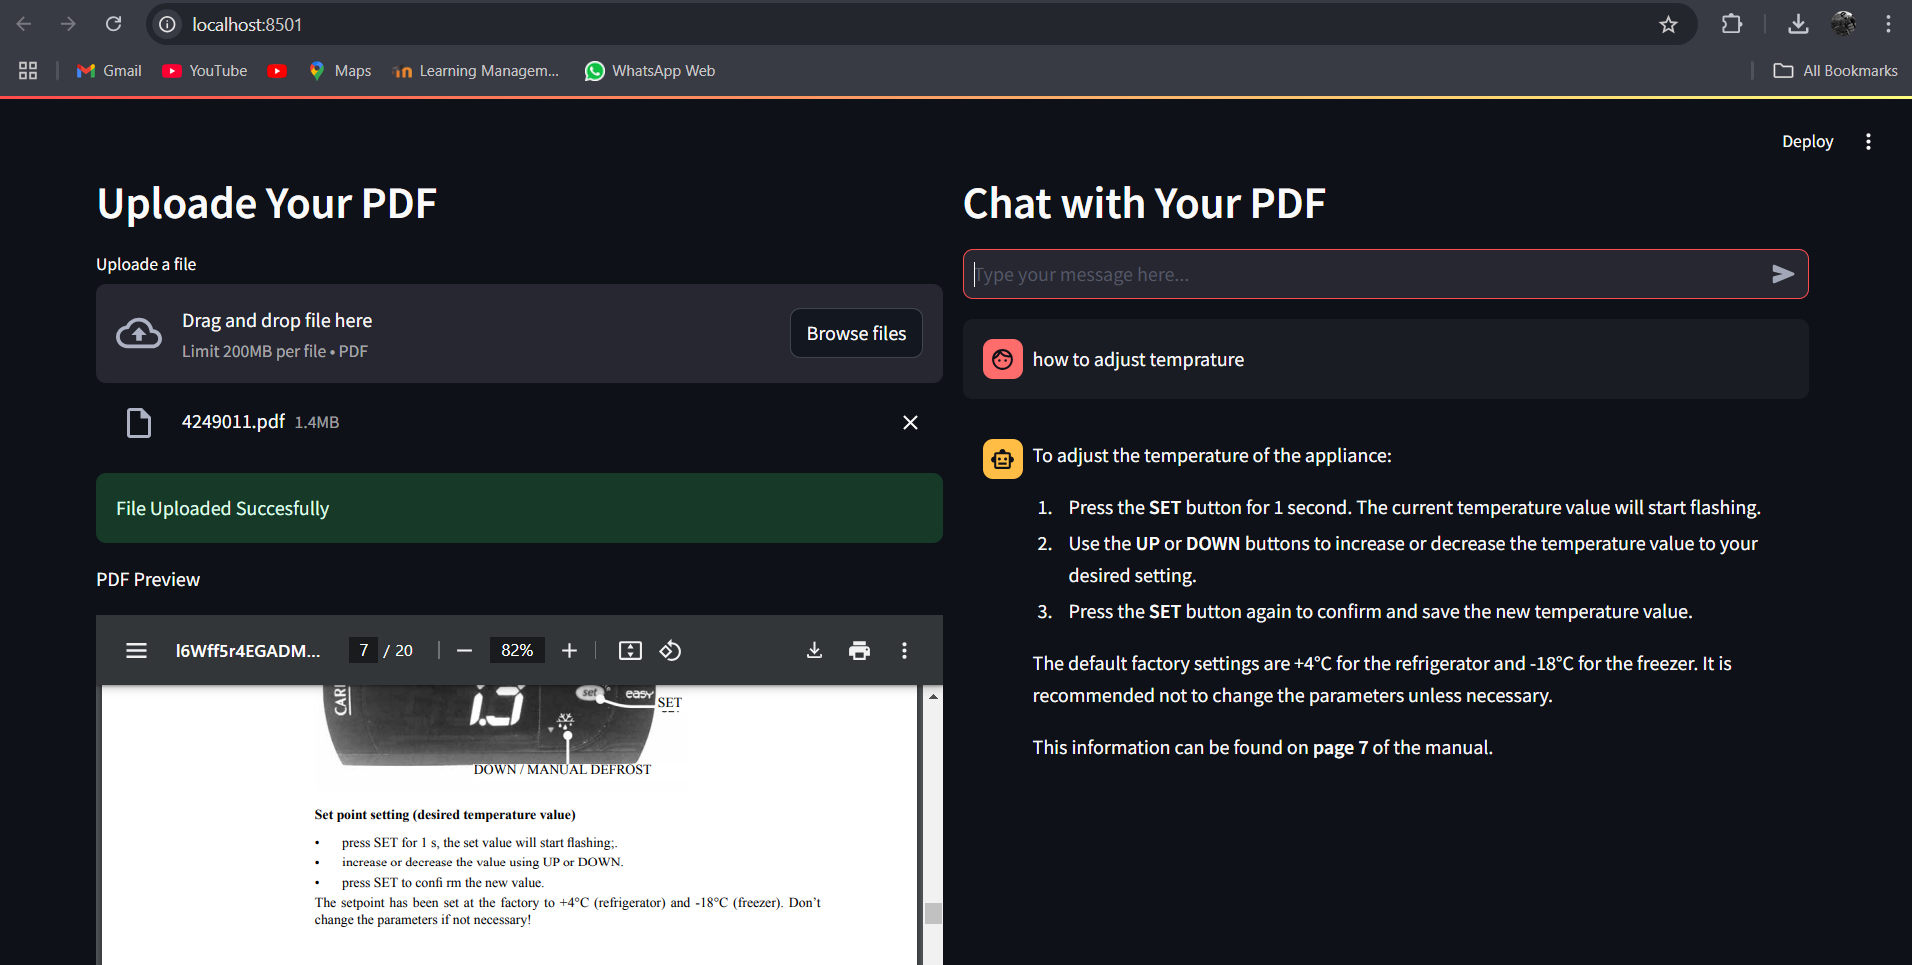 localhost:8501
Gmail
YouTube
Maps
Learning Managem...
WhatsApp Web
All Bookmarks
Deploy
Uploade Your PDF
Uploade a file
Drag and drop file here
Limit 200MB per file • PDF
Browse files
4249011.pdf 1.4MB
File Uploaded Succesfully
PDF Preview
l6Wff5r4EGADM...
7 / 20
82%
CAR
1.3
set
easy
SET
DOWN / MANUAL DEFROST
Set point setting (desired temperature value)
• press SET for 1 s, the set value will start flashing;.
• increase or decrease the value using UP or DOWN.
• press SET to confi rm the new value.
The setpoint has been set at the factory to +4°C (refrigerator) and -18°C (freezer). Don’t
change the parameters if not necessary!
Chat with Your PDF
Type your message here...
how to adjust temprature
To adjust the temperature of the appliance:
1. Press the SET button for 1 second. The current temperature value will start flashing.
2. Use the UP or DOWN buttons to increase or decrease the temperature value to your
desired setting.
3. Press the SET button again to confirm and save the new temperature value.
The default factory settings are +4°C for the refrigerator and -18°C for the freezer. It is
recommended not to change the parameters unless necessary.
This information can be found on page 7 of the manual.